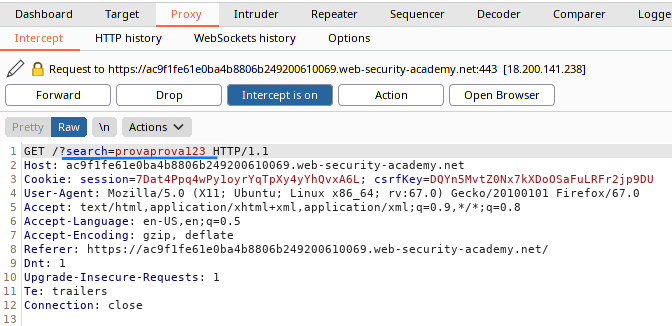 Dashboard Target Proxy Intruder Repeater Sequencer Decoder Comparer Logge
Intercept HTTP history WebSockets history Options
Request to https://ac9f1fe61e0ba4b8806b249200610069.web-security-academy.net:443 [18.200.141.238]
Forward Drop Intercept is on Action Open Browser
Pretty Raw \n Actions
1 GET /?search=provaprova123 HTTP/1.1
2 Host: ac9f1fe61e0ba4b8806b249200610069.web-security-academy.net
3 Cookie: session=7Dat4Ppq4wPy1oyrYqTpXy4yYhQvxA6L; csrfKey=DQYn5MvtZ0Nx7kXDoOSaFuLRFr2jp9DU
4 User-Agent: Mozilla/5.0 (X11; Ubuntu; Linux x86_64; rv:67.0) Gecko/20100101 Firefox/67.0
5 Accept: text/html,application/xhtml+xml,application/xml;q=0.9,*/*;q=0.8
6 Accept-Language: en-US,en;q=0.5
7 Accept-Encoding: gzip, deflate
8 Referer: https://ac9f1fe61e0ba4b8806b249200610069.web-security-academy.net/
9 Dnt: 1
10 Upgrade-Insecure-Requests: 1
11 Te: trailers
12 Connection: close
13